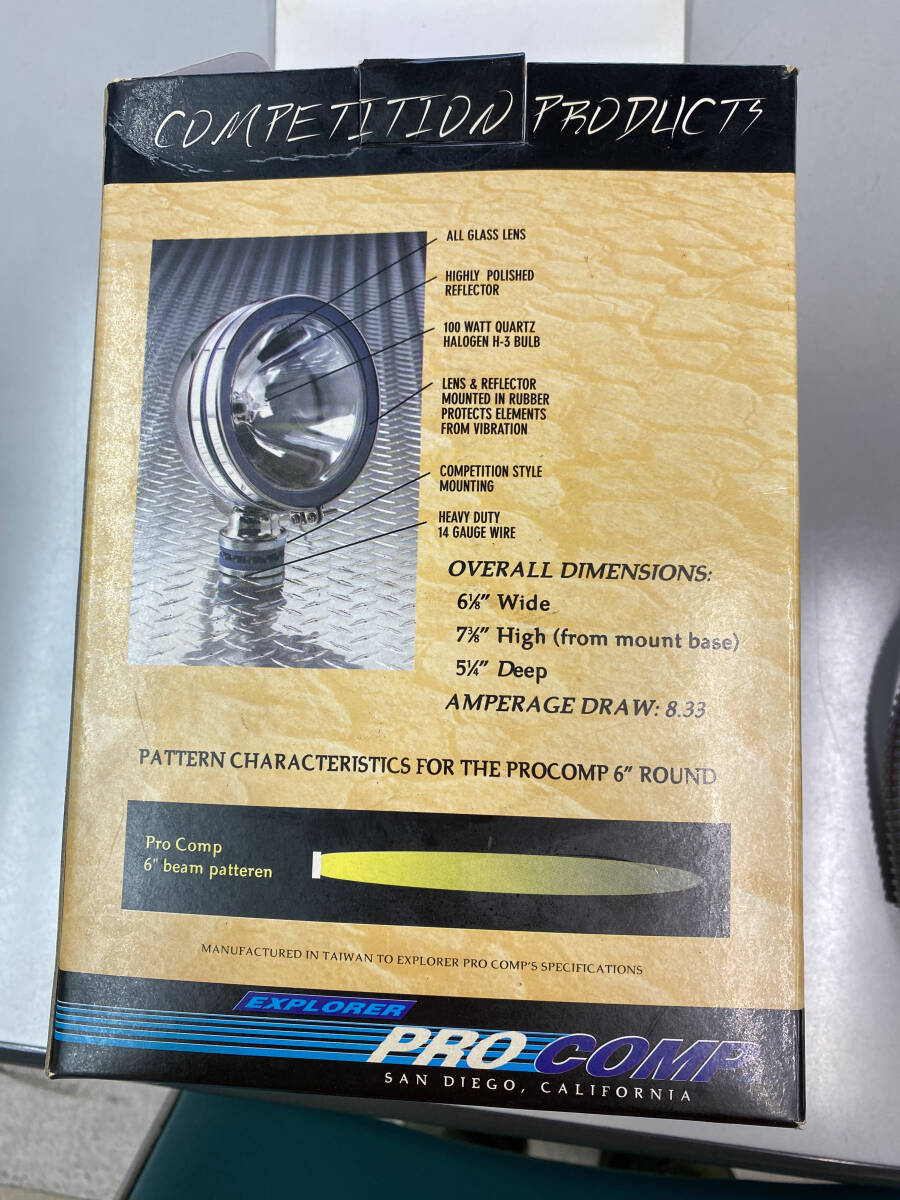 COMPETITION PRODUCTS
ALL GLASS LENS
HIGHLY POLISHED
REFLECTOR
100 WATT QUARTZ
HALOGEN H-3 BULB
LENS & REFLECTOR
MOUNTED IN RUBBER
PROTECTS ELEMENTS
FROM VIBRATION
COMPETITION STYLE
MOUNTING
HEAVY DUTY
14 GAUGE WIRE
OVERALL DIMENSIONS:
6⅛" Wide
7⅜" High (from mount base)
5¼" Deep
AMPERAGE DRAW: 8.33
PATTERN CHARACTERISTICS FOR THE PROCOMP 6" ROUND
Pro Comp
6" beam patteren
MANUFACTURED IN TAIWAN TO EXPLORER PRO COMP'S SPECIFICATIONS
EXPLORER
PRO COMP
SAN DIEGO, CALIFORNIA